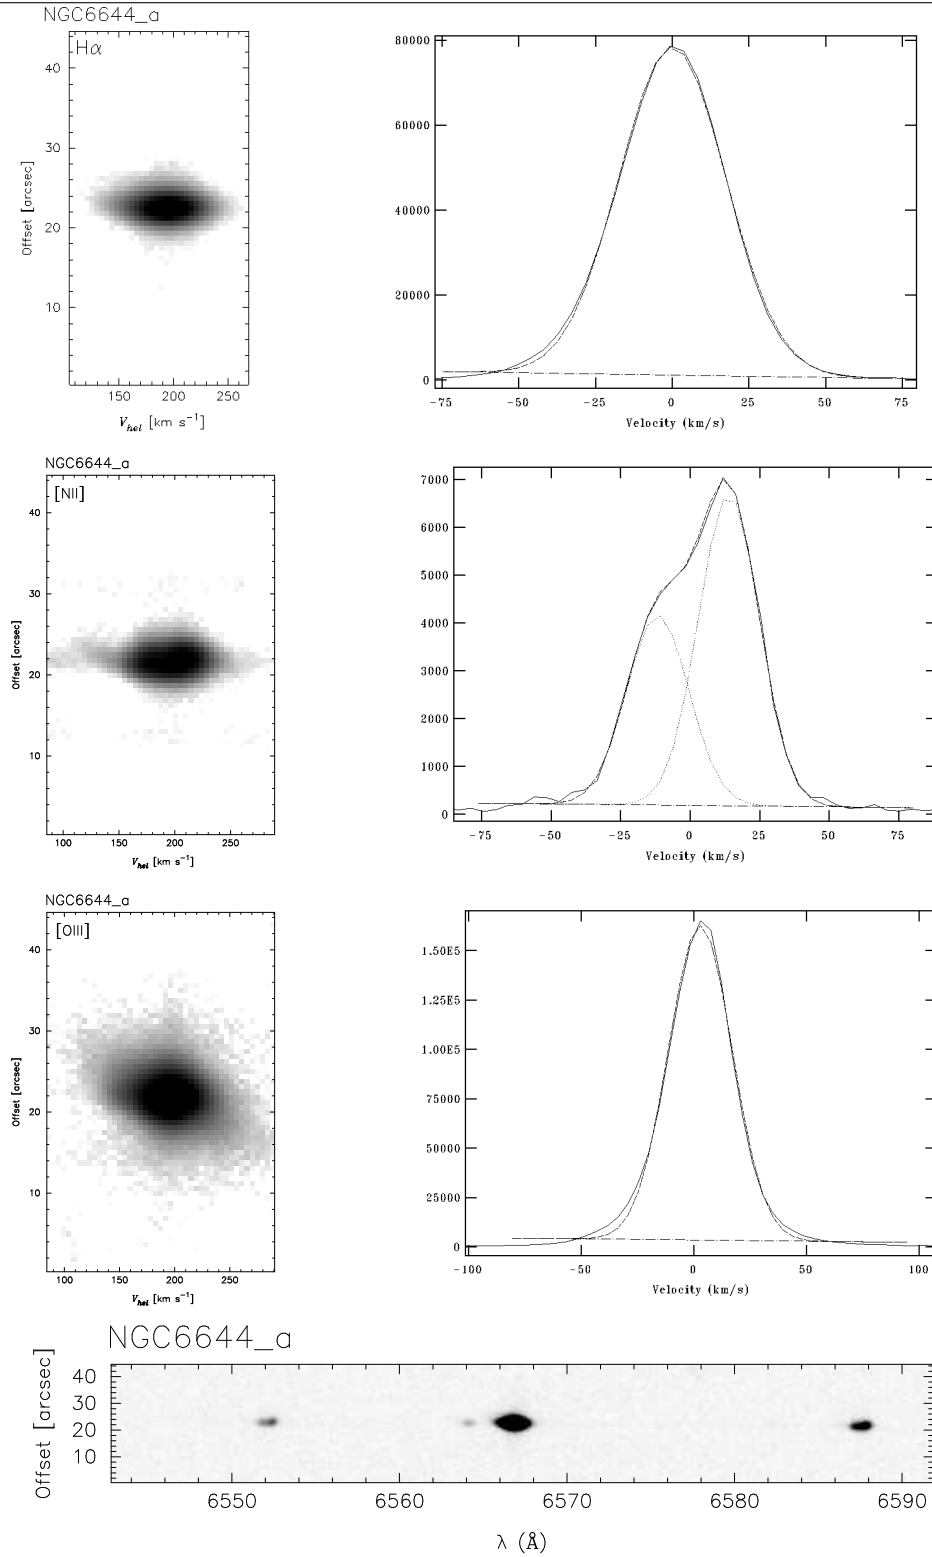 NGC6644_a
Hα
40
30
20
10
Offset [arcsec]
150 200 250
V_hel [km s⁻¹]
80000
60000
40000
20000
0
-75 -50 -25 0 25 50 75
Velocity (km/s)
NGC6644_a
[NII]
40
30
20
10
Offset [arcsec]
100 150 200 250
V_hel [km s⁻¹]
7000
6000
5000
4000
3000
2000
1000
0
-75 -50 -25 0 25 50 75
Velocity (km/s)
NGC6644_a
[OIII]
40
30
20
10
Offset [arcsec]
100 150 200 250
V_hel [km s⁻¹]
1.50E5
1.25E5
1.00E5
75000
50000
25000
0
-100 -50 0 50 100
Velocity (km/s)
NGC6644_a
40
30
20
10
Offset [arcsec]
6550 6560 6570 6580 6590
λ (Å)